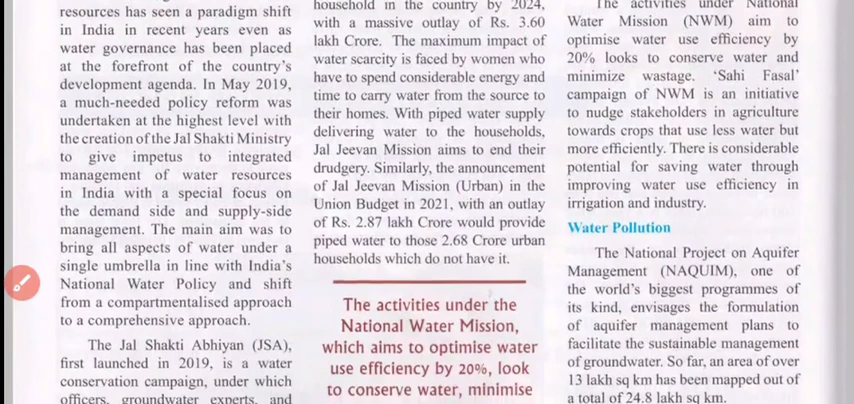 resources has seen a paradigm shift
in India in recent years even as
water governance has been placed
at the forefront of the country's
development agenda. In May 2019,
a much-needed policy reform was
undertaken at the highest level with
the creation of the Jal Shakti Ministry
to give impetus to integrated
management of water resources
in India with a special focus on
the demand side and supply-side
management. The main aim was to
bring all aspects of water under a
single umbrella in line with India's
National Water Policy and shift
from a compartmentalised approach
to a comprehensive approach.
The Jal Shakti Abhiyan (JSA),
first launched in 2019, is a water
conservation campaign, under which
officers, groundwater experts, and
household in the country by 2024,
with a massive outlay of Rs. 3.60
lakh Crore. The maximum impact of
water scarcity is faced by women who
have to spend considerable energy and
time to carry water from the source to
their homes. With piped water supply
delivering water to the households,
Jal Jeevan Mission aims to end their
drudgery. Similarly, the announcement
of Jal Jeevan Mission (Urban) in the
Union Budget in 2021, with an outlay
of Rs. 2.87 lakh Crore would provide
piped water to those 2.68 Crore urban
households which do not have it.
The activities under the
National Water Mission,
which aims to optimise water
use efficiency by 20%, look
to conserve water, minimise
The activities under National
Water Mission (NWM) aim to
optimise water use efficiency by
20% looks to conserve water and
minimize wastage. 'Sahi Fasal'
campaign of NWM is an initiative
to nudge stakeholders in agriculture
towards crops that use less water but
more efficiently. There is considerable
potential for saving water through
improving water use efficiency in
irrigation and industry.
Water Pollution
The National Project on Aquifer
Management (NAQUIM), one of
the world's biggest programmes of
its kind, envisages the formulation
of aquifer management plans to
facilitate the sustainable management
of groundwater. So far, an area of over
13 lakh sq km has been mapped out of
a total of 24.8 lakh sq km.